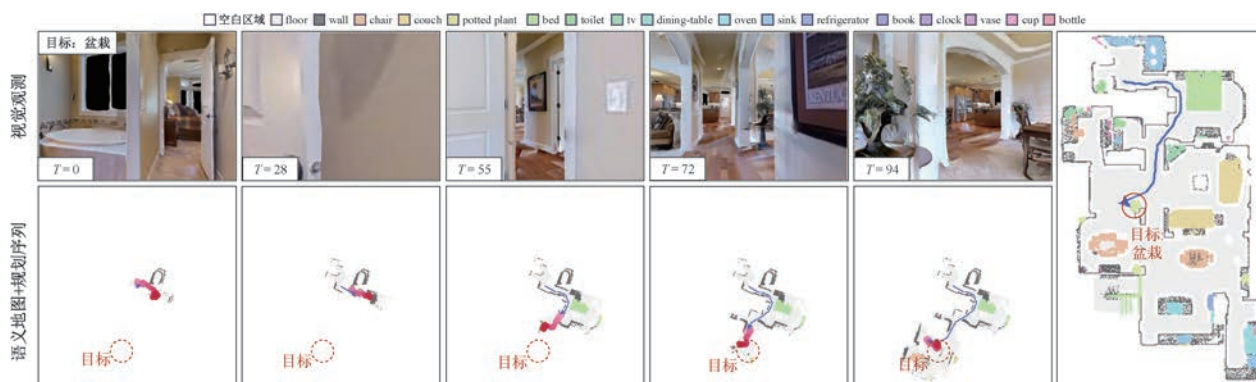 空白区域 floor wall chair couch potted plant bed toilet tv dining-table oven sink refrigerator book clock vase cup bottle
视觉观测
目标：盆栽
T=0
T=28
T=55
T=72
T=94
语义地图+规划序列
目标
目标
目标
目标
目标
目标:
盆栽